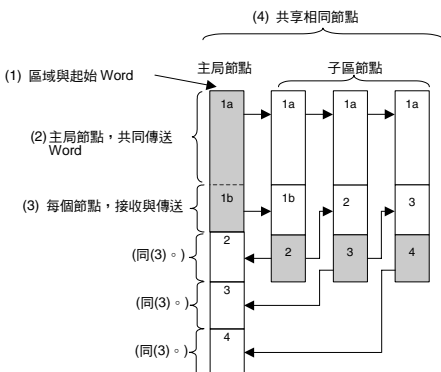 (4) 共享相同節點
主局節點
子區節點
(1) 區域與起始 Word
1a
1a
1a
1a
(2) 主局節點，共同傳送
Word
(3) 每個節點，接收與傳送
1b
1b
2
3
(同(3)。)
2
2
3
4
(同(3)。)
3
(同(3)。)
4